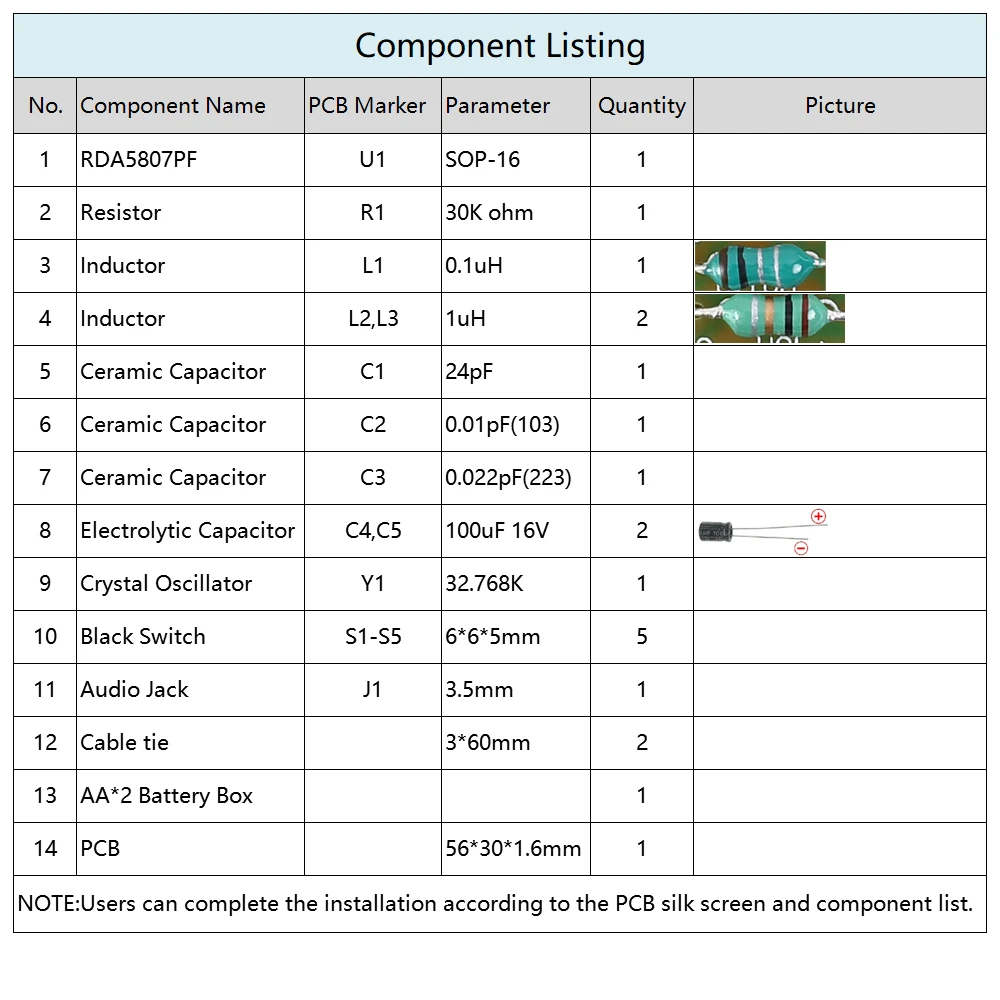 Component Listing
No. Component Name PCB Marker Parameter Quantity Picture
1 RDA5807PF U1 SOP-16 1
2 Resistor R1 30K ohm 1
3 Inductor L1 0.1uH 1
4 Inductor L2,L3 1uH 2
5 Ceramic Capacitor C1 24pF 1
6 Ceramic Capacitor C2 0.01pF(103) 1
7 Ceramic Capacitor C3 0.022pF(223) 1
8 Electrolytic Capacitor C4,C5 100uF 16V 2
9 Crystal Oscillator Y1 32.768K 1
10 Black Switch S1-S5 6*6*5mm 5
11 Audio Jack J1 3.5mm 1
12 Cable tie 3*60mm 2
13 AA*2 Battery Box 1
14 PCB 56*30*1.6mm 1
NOTE:Users can complete the installation according to the PCB silk screen and component list.